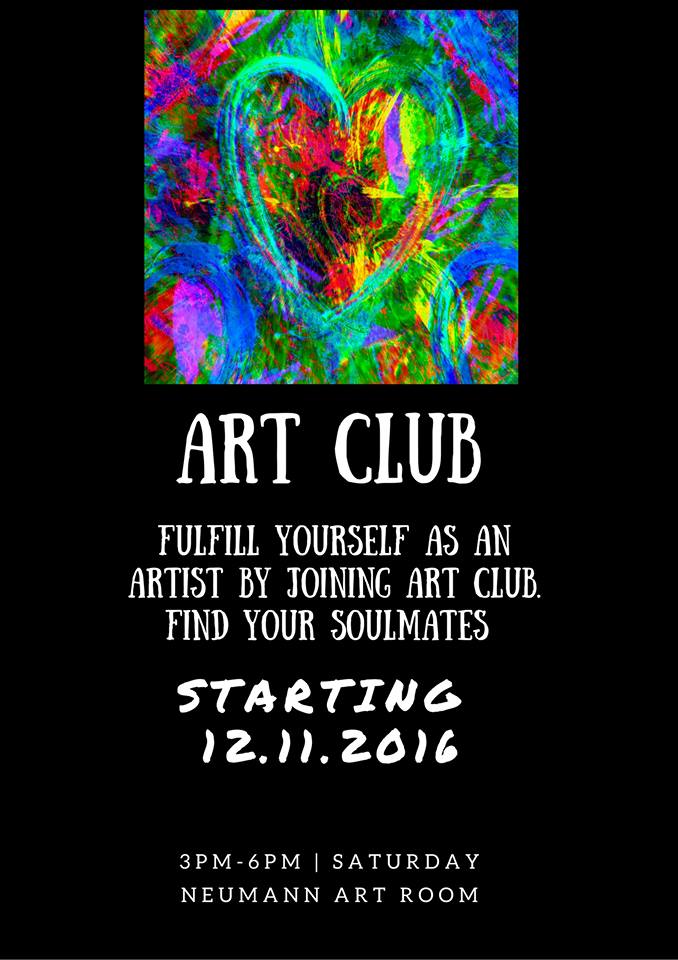 ART CLUB
FULFILL YOURSELF AS AN
ARTIST BY JOINING ART CLUB.
FIND YOUR SOULMATES
STARTING
12.11.2016
3PM-6PM | SATURDAY
NEUMANN ART ROOM